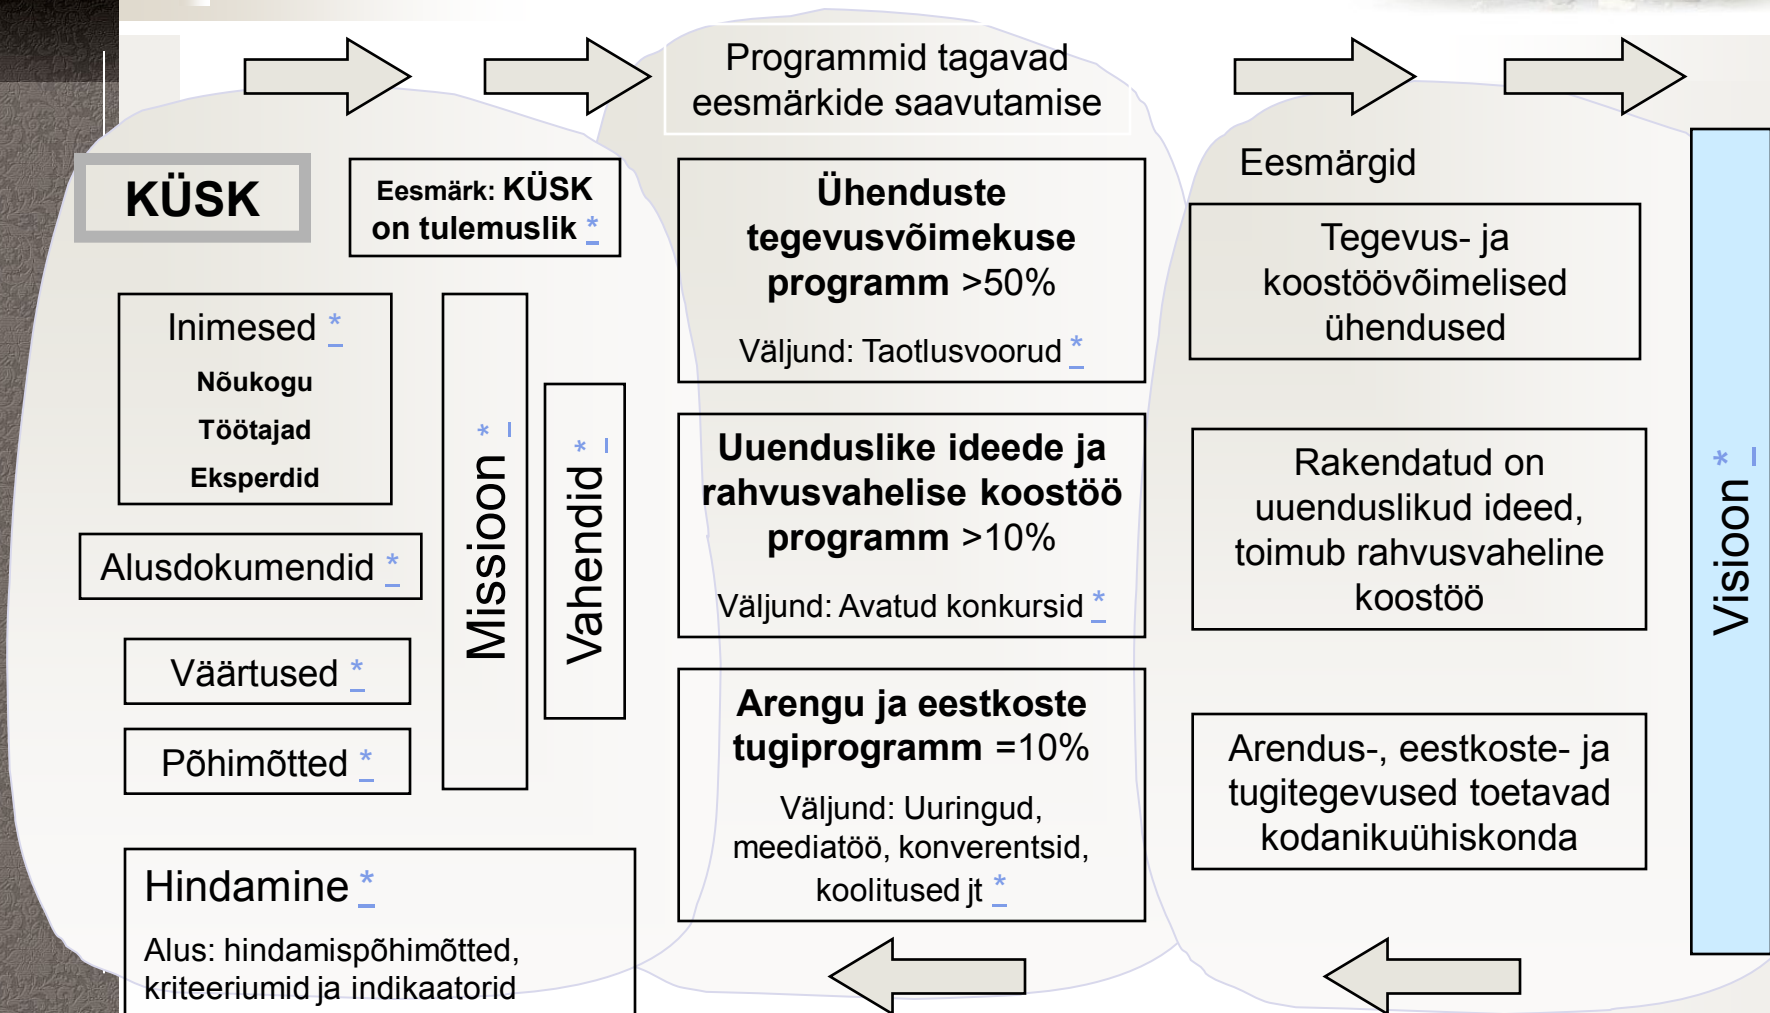 Programmid tagavad
eesmärkide saavutamise
KÜSK
Eesmärk: KÜSK
on tulemuslik *
Inimesed *
Nõukogu
Töötajad
Eksperdid
Alusdokumendid *
Väärtused *
Põhimõtted *
Missioon *
Vahendid *
Hindamine *
Alus: hindamispõhimõtted,
kriteeriumid ja indikaatorid
Ühenduste
tegevusvõimekuse
programm >50%
Väljund: Taotlusvoorud *
Uuenduslike ideede ja
rahvusvahelise koostöö
programm >10%
Väljund: Avatud konkursid *
Arengu ja eestkoste
tugiprogramm =10%
Väljund: Uuringud,
meediatöö, konverentsid,
koolitused jt *
Eesmärgid
Tegevus- ja
koostöövõimelised
ühendused
Rakendatud on
uuenduslikud ideed,
toimub rahvusvaheline
koostöö
Arendus-, eestkoste- ja
tugitegevused toetavad
kodanikuühiskonda
Visioon *